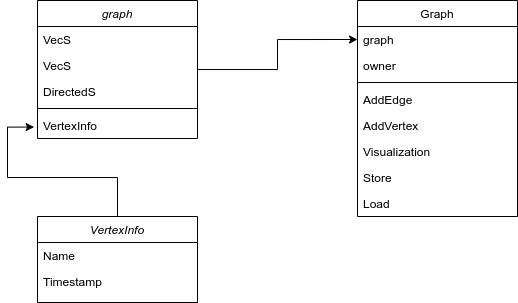 graph
VecS
VecS
DirectedS
VertexInfo
Graph
graph
owner
AddEdge
AddVertex
Visualization
Store
Load
VertexInfo
Name
Timestamp